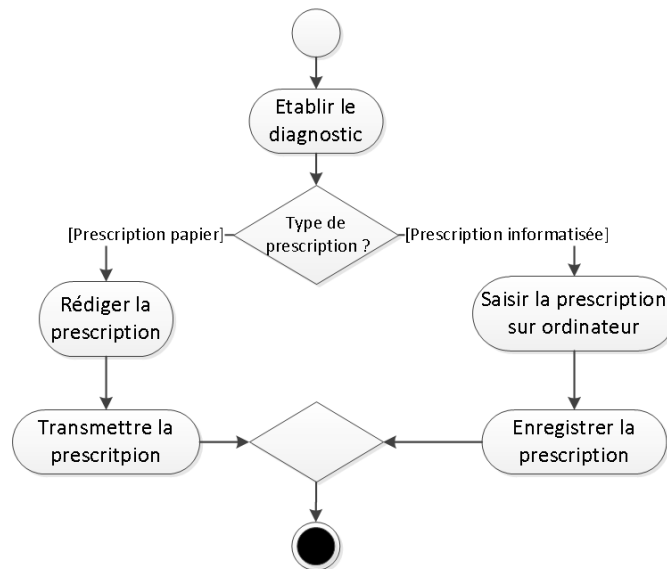 Etablir le
diagnostic
Type de
prescription ?
[Prescription papier]
[Prescription informatisée]
Rédiger la
prescription
Saisir la prescription
sur ordinateur
Transmettre la
prescritpion
Enregistrer la
prescription